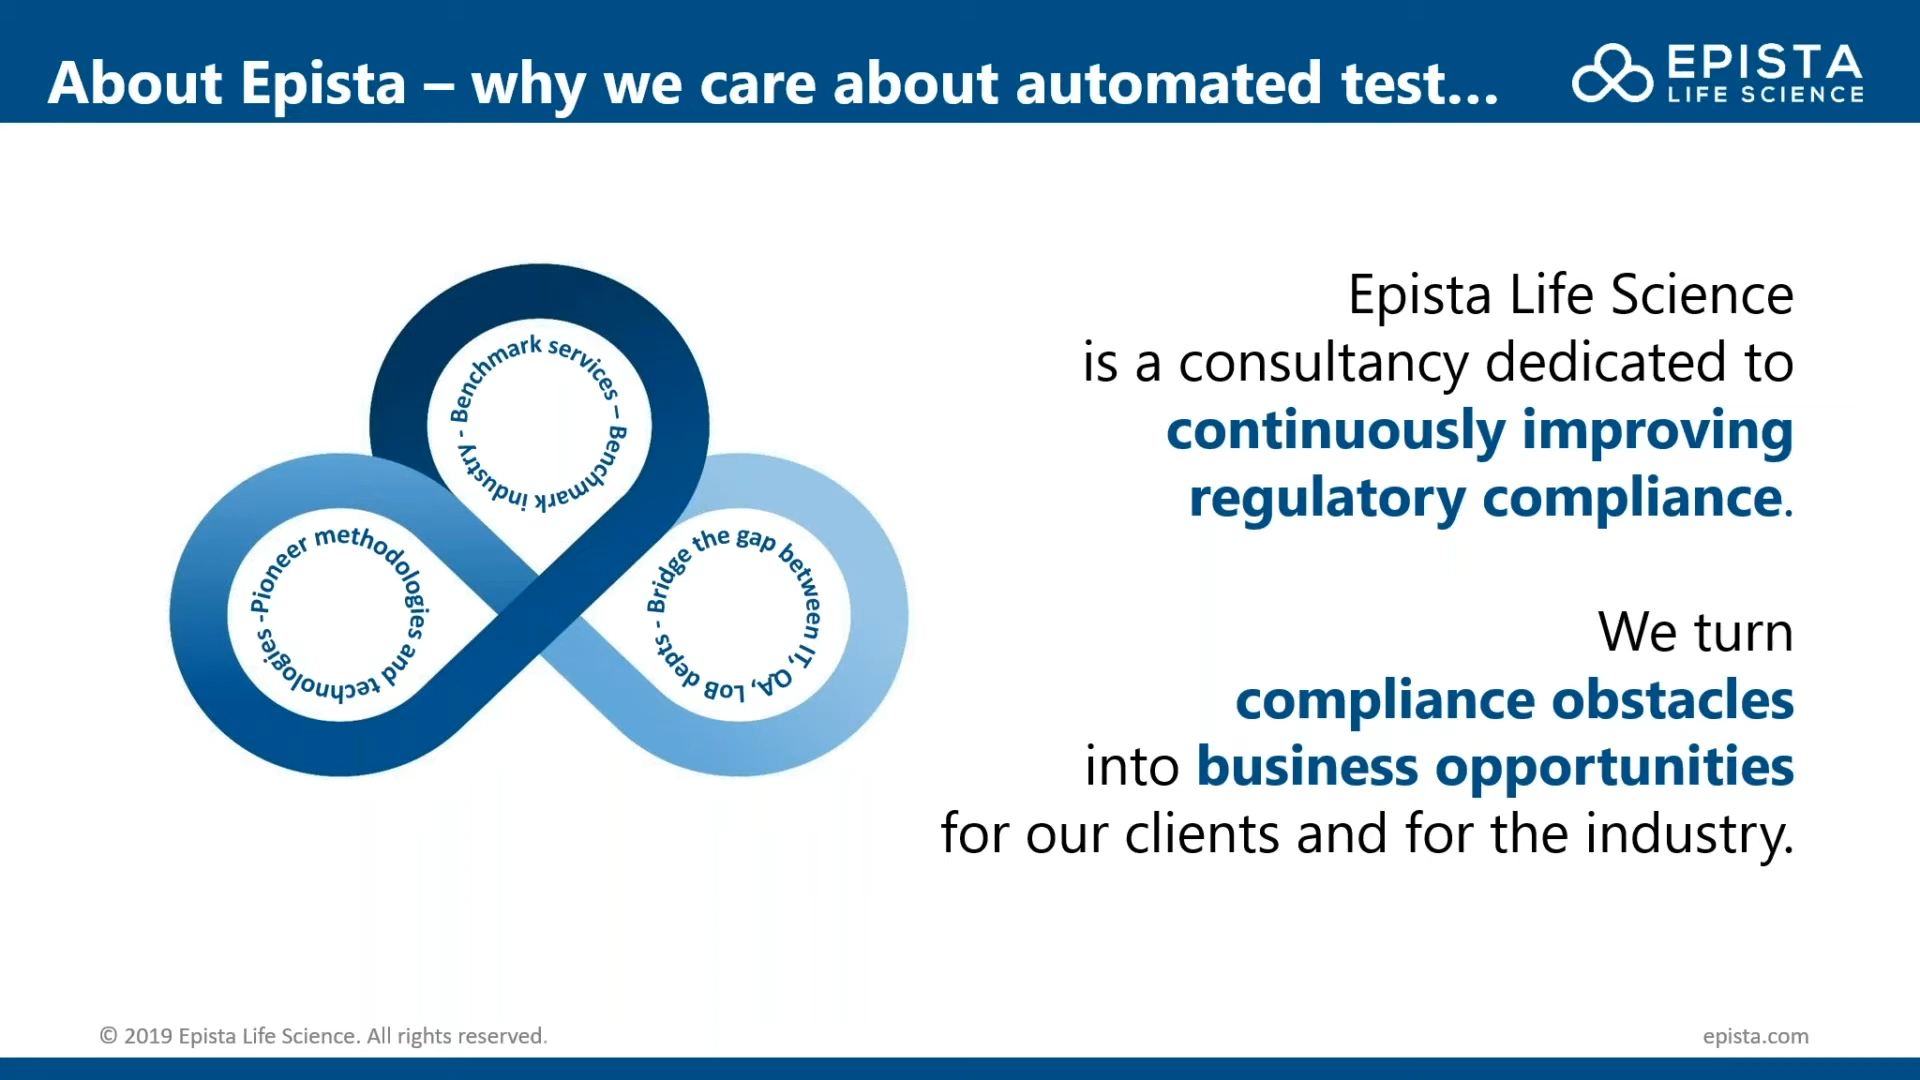 About Epista – why we care about automated test...
EPISTA
LIFE SCIENCE
Benchmark services – Benchmark industry -
Pioneer methodologies and technologies -
Bridge the gap between IT, QA, LoB depts -
Epista Life Science
is a consultancy dedicated to
continuously improving
regulatory compliance.
We turn
compliance obstacles
into business opportunities
for our clients and for the industry.
© 2019 Epista Life Science. All rights reserved.
epista.com